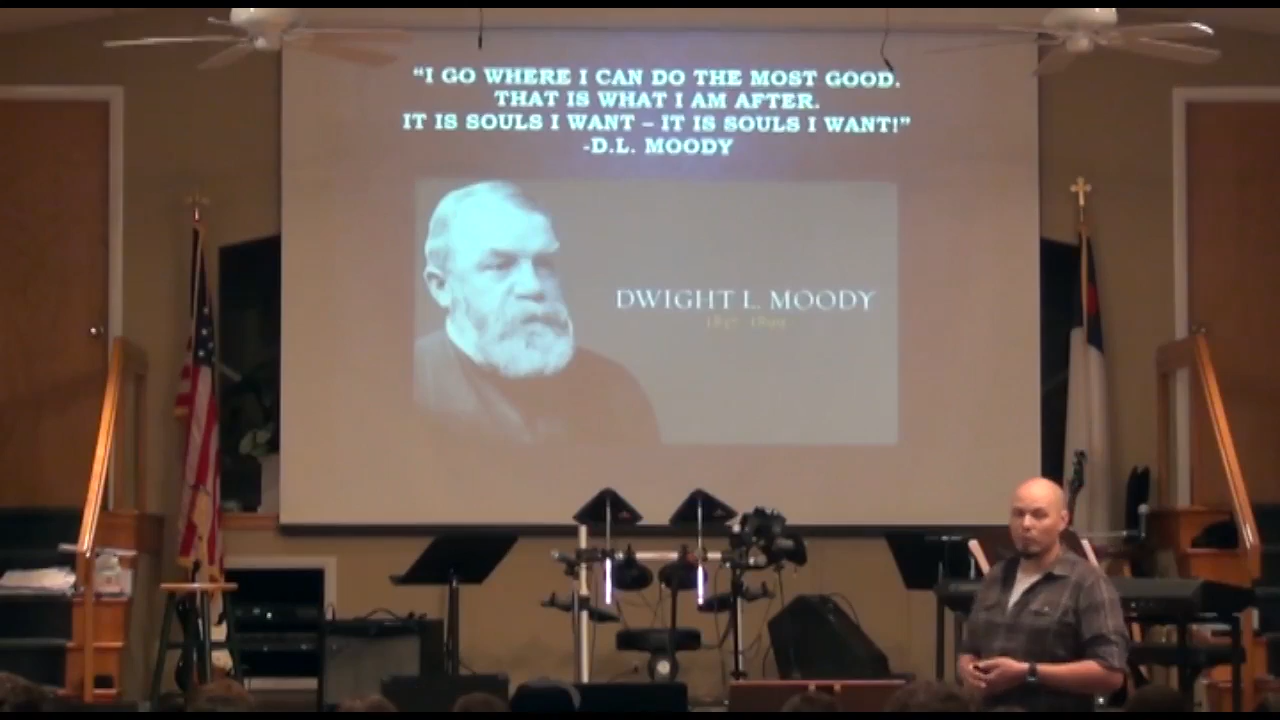 “I GO WHERE I CAN DO THE MOST GOOD.
THAT IS WHAT I AM AFTER.
IT IS SOULS I WANT – IT IS SOULS I WANT!”
-D.L. MOODY
DWIGHT L. MOODY